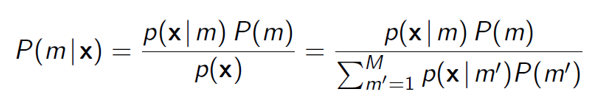 P(m|x) = p(x|m) P(m) / p(x) = p(x|m) P(m) / ∑_{m'=1}^{M} p(x|m')P(m')